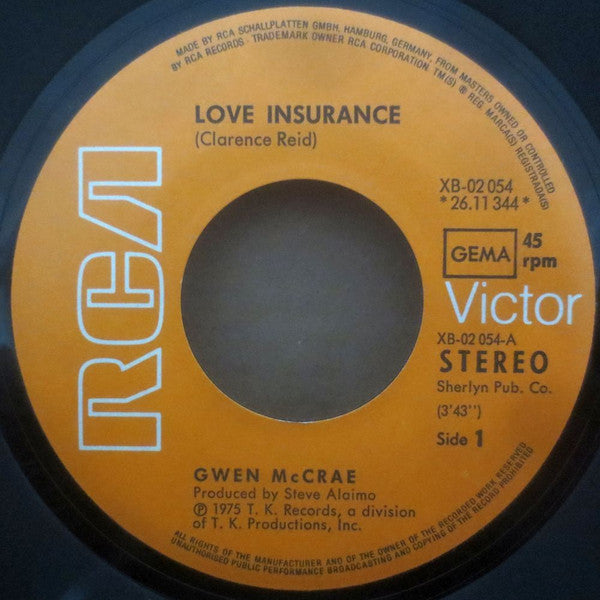 MADE BY RCA SCHALLPLATTEN GMBH, HAMBURG, GERMANY, FROM MASTERS OWNED OR CONTROLLED
BY RCA RECORDS · TRADEMARK OWNER RCA CORPORATION, TM(S) ® REG. MARCA(S) REGISTRADA(S)
LOVE INSURANCE
(Clarence Reid)
RCA
XB-02 054
*26.11 344*
GEMA
45
rpm
Victor
XB-02 054-A
STEREO
Sherlyn Pub. Co.
(3'43'')
Side 1
GWEN McCRAE
Produced by Steve Alaimo
℗ 1975 T. K. Records, a division
of T. K. Productions, Inc.
ALL RIGHTS OF THE MANUFACTURER AND OF THE OWNER OF THE RECORDED WORK RESERVED
UNAUTHORISED PUBLIC PERFORMANCE BROADCASTING AND COPYING OF THE RECORD PROHIBITED